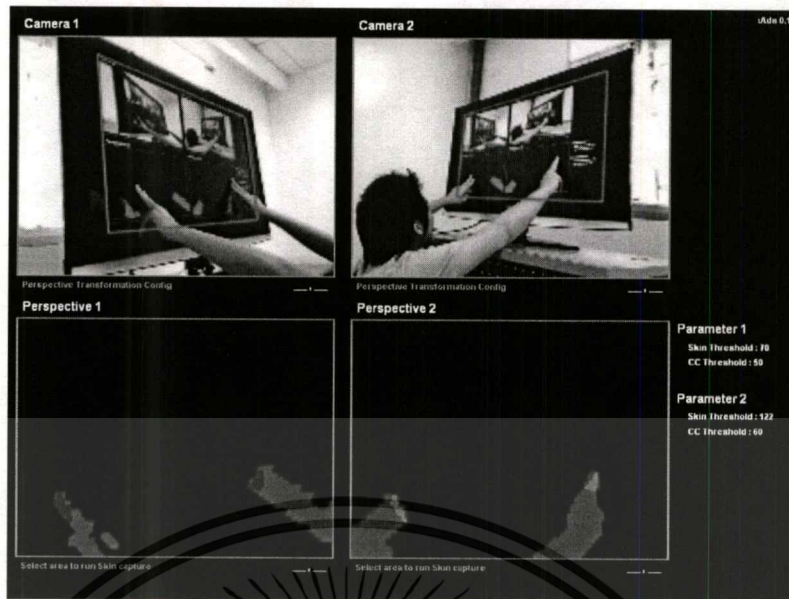 Camera 1
Camera 2
Perspective Transformation Config
Perspective Transformation Config
Perspective 1
Perspective 2
Parameter 1
Skin Threshold : 70
CC Threshold : 50
Parameter 2
Skin Threshold : 122
CC Threshold : 60
Select area to run Skin capture
Select area to run Skin capture